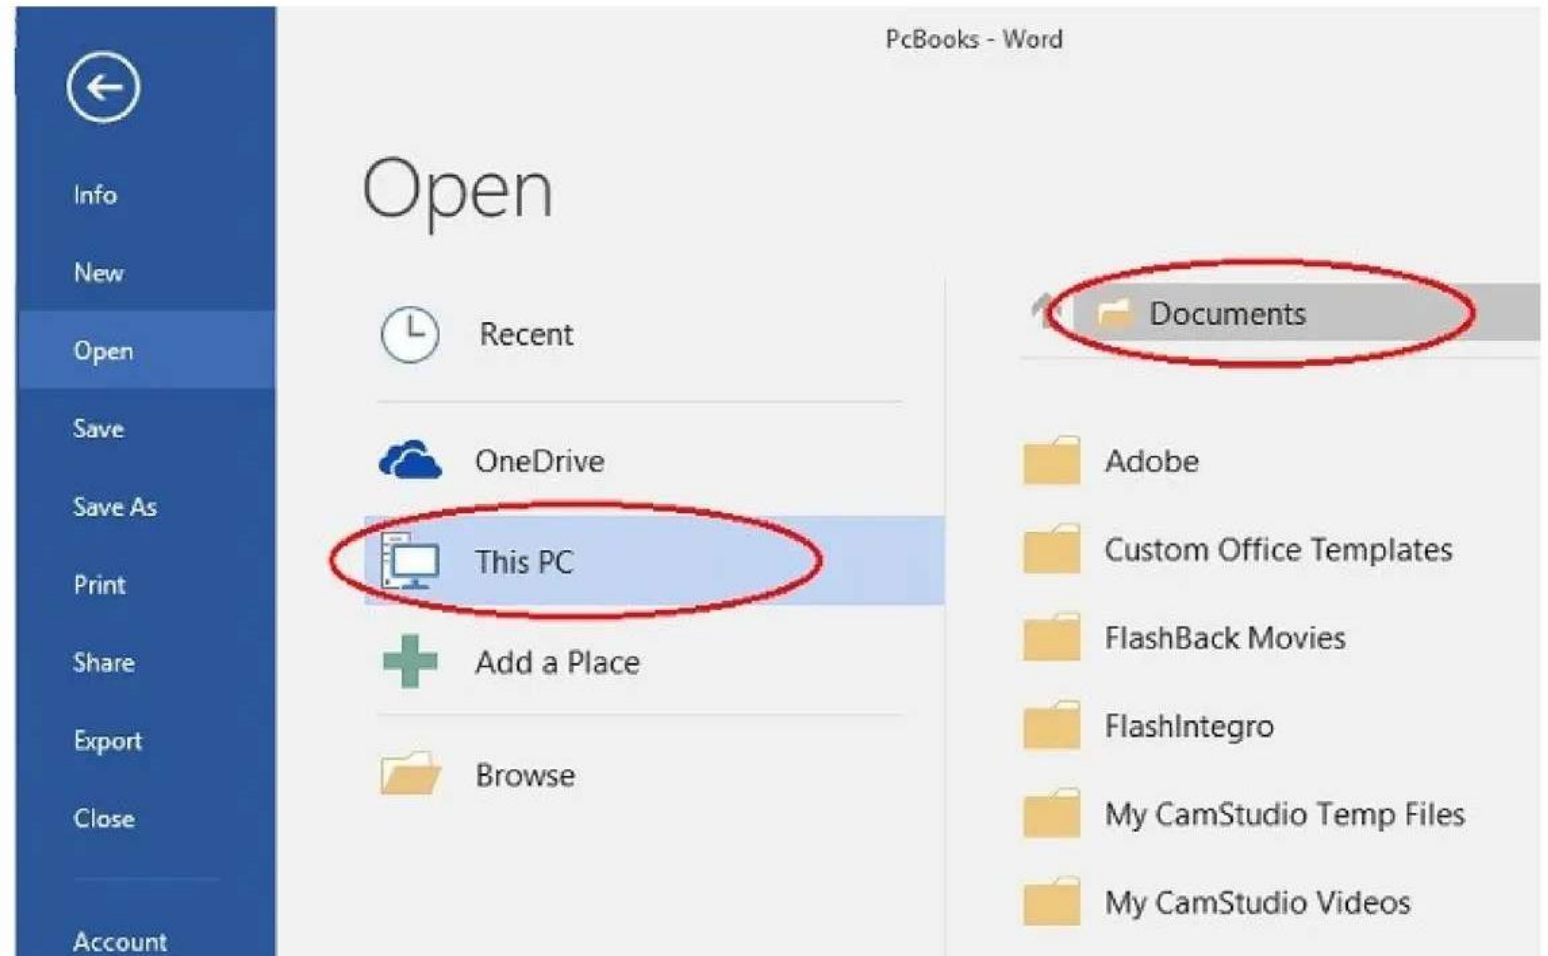 PcBooks - Word
Info
New
Open
Save
Save As
Print
Share
Export
Close
Account
Open
Recent
OneDrive
This PC
Add a Place
Browse
Documents
Adobe
Custom Office Templates
FlashBack Movies
FlashIntegro
My CamStudio Temp Files
My CamStudio Videos